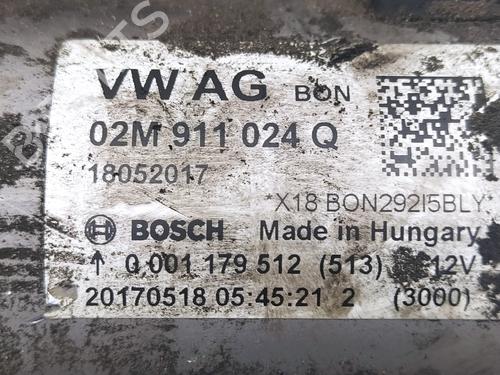 VW AG BON
02M 911 024 Q
18052017
*X18 BON292I5BLY*
BOSCH Made in Hungary
↑ 0 001 179 512 (513) 12V
20170518 05:45:21 2 (3000)